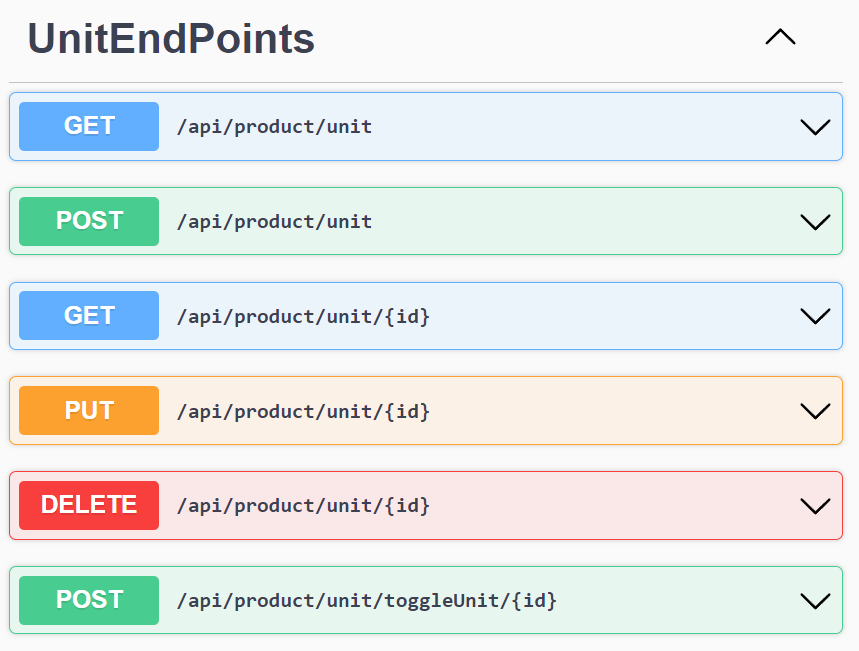 UnitEndPoints
GET /api/product/unit
POST /api/product/unit
GET /api/product/unit/{id}
PUT /api/product/unit/{id}
DELETE /api/product/unit/{id}
POST /api/product/unit/toggleUnit/{id}